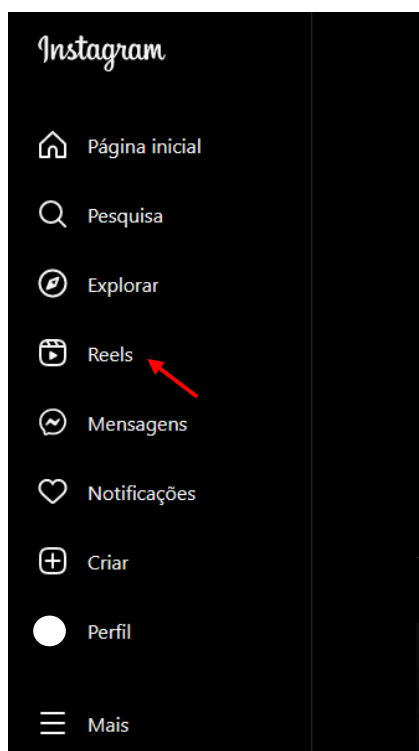 Instagram
Página inicial
Pesquisa
Explorar
Reels
Mensagens
Notificações
Criar
Perfil
Mais